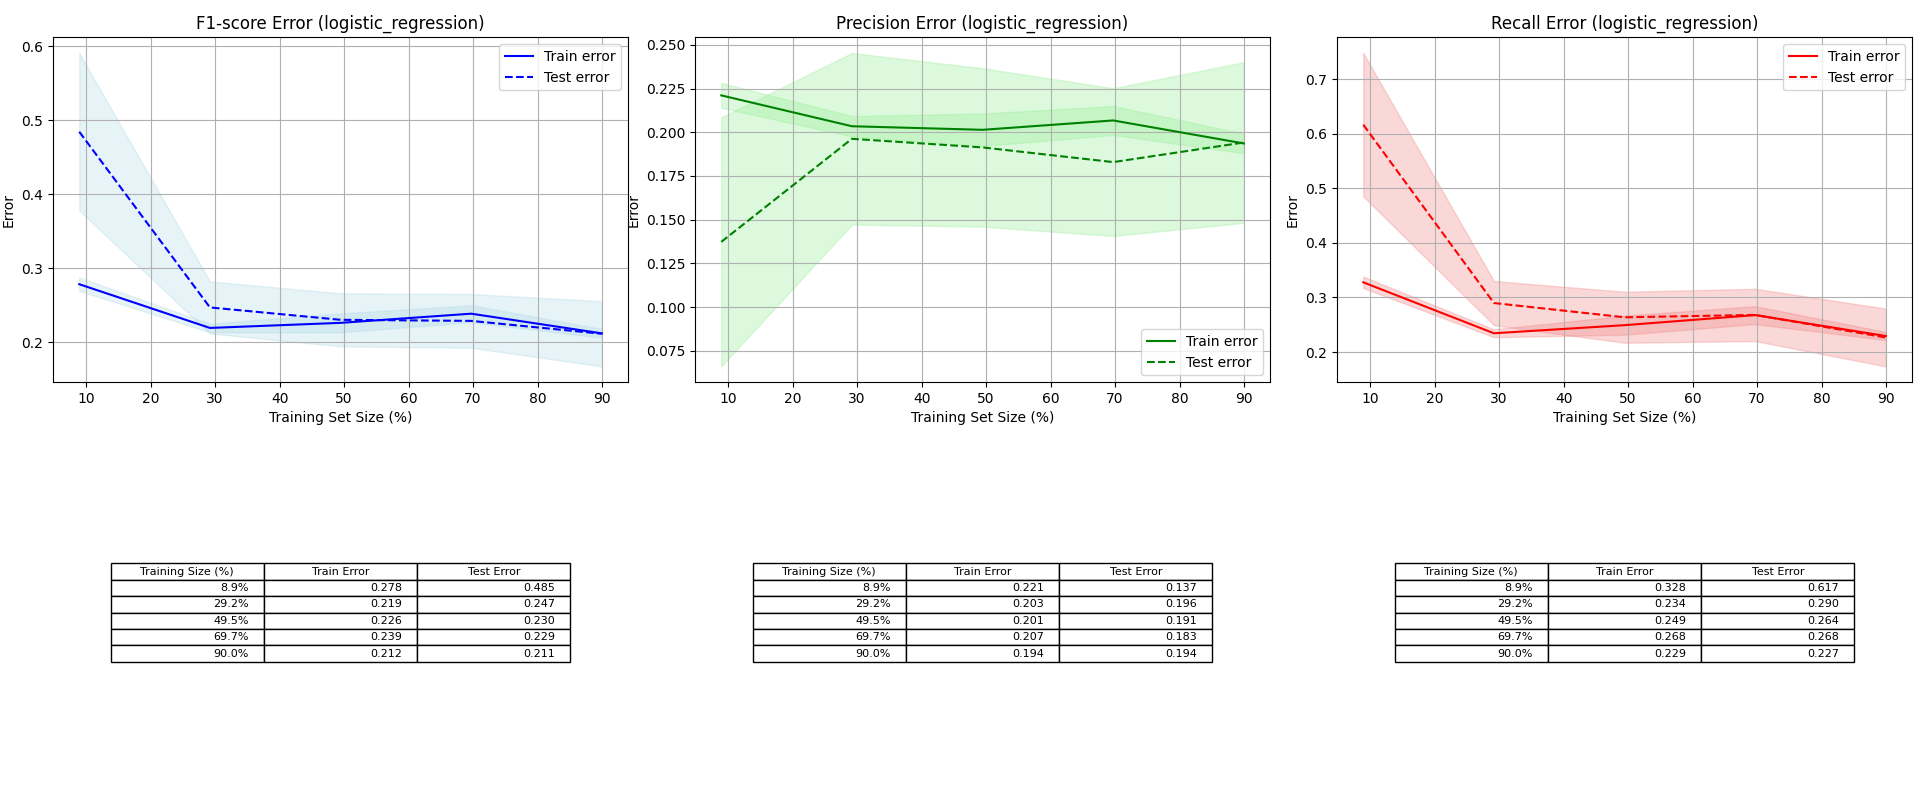 F1-score Error (logistic_regression)
0.6
0.5
0.4
0.3
0.2
Error
Train error
Test error
10 20 30 40 50 60 70 80 90
Training Set Size (%)
Precision Error (logistic_regression)
0.250
0.225
0.200
0.175
0.150
0.125
0.100
0.075
Error
Train error
Test error
10 20 30 40 50 60 70 80 90
Training Set Size (%)
Recall Error (logistic_regression)
0.7
0.6
0.5
0.4
0.3
0.2
Error
Train error
Test error
10 20 30 40 50 60 70 80 90
Training Set Size (%)
Training Size (%) Train Error Test Error
8.9% 0.278 0.485
29.2% 0.219 0.247
49.5% 0.226 0.230
69.7% 0.239 0.229
90.0% 0.212 0.211
Training Size (%) Train Error Test Error
8.9% 0.221 0.137
29.2% 0.203 0.196
49.5% 0.201 0.191
69.7% 0.207 0.183
90.0% 0.194 0.194
Training Size (%) Train Error Test Error
8.9% 0.328 0.617
29.2% 0.234 0.290
49.5% 0.249 0.264
69.7% 0.268 0.268
90.0% 0.229 0.227